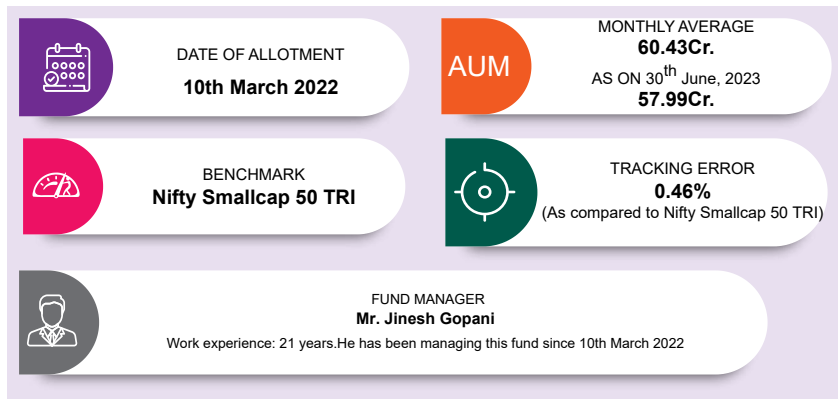 DATE OF ALLOTMENT
10th March 2022
AUM
MONTHLY AVERAGE
60.43Cr.
AS ON 30th June, 2023
57.99Cr.
BENCHMARK
Nifty Smallcap 50 TRI
TRACKING ERROR
0.46%
(As compared to Nifty Smallcap 50 TRI)
FUND MANAGER
Mr. Jinesh Gopani
Work experience: 21 years.He has been managing this fund since 10th March 2022